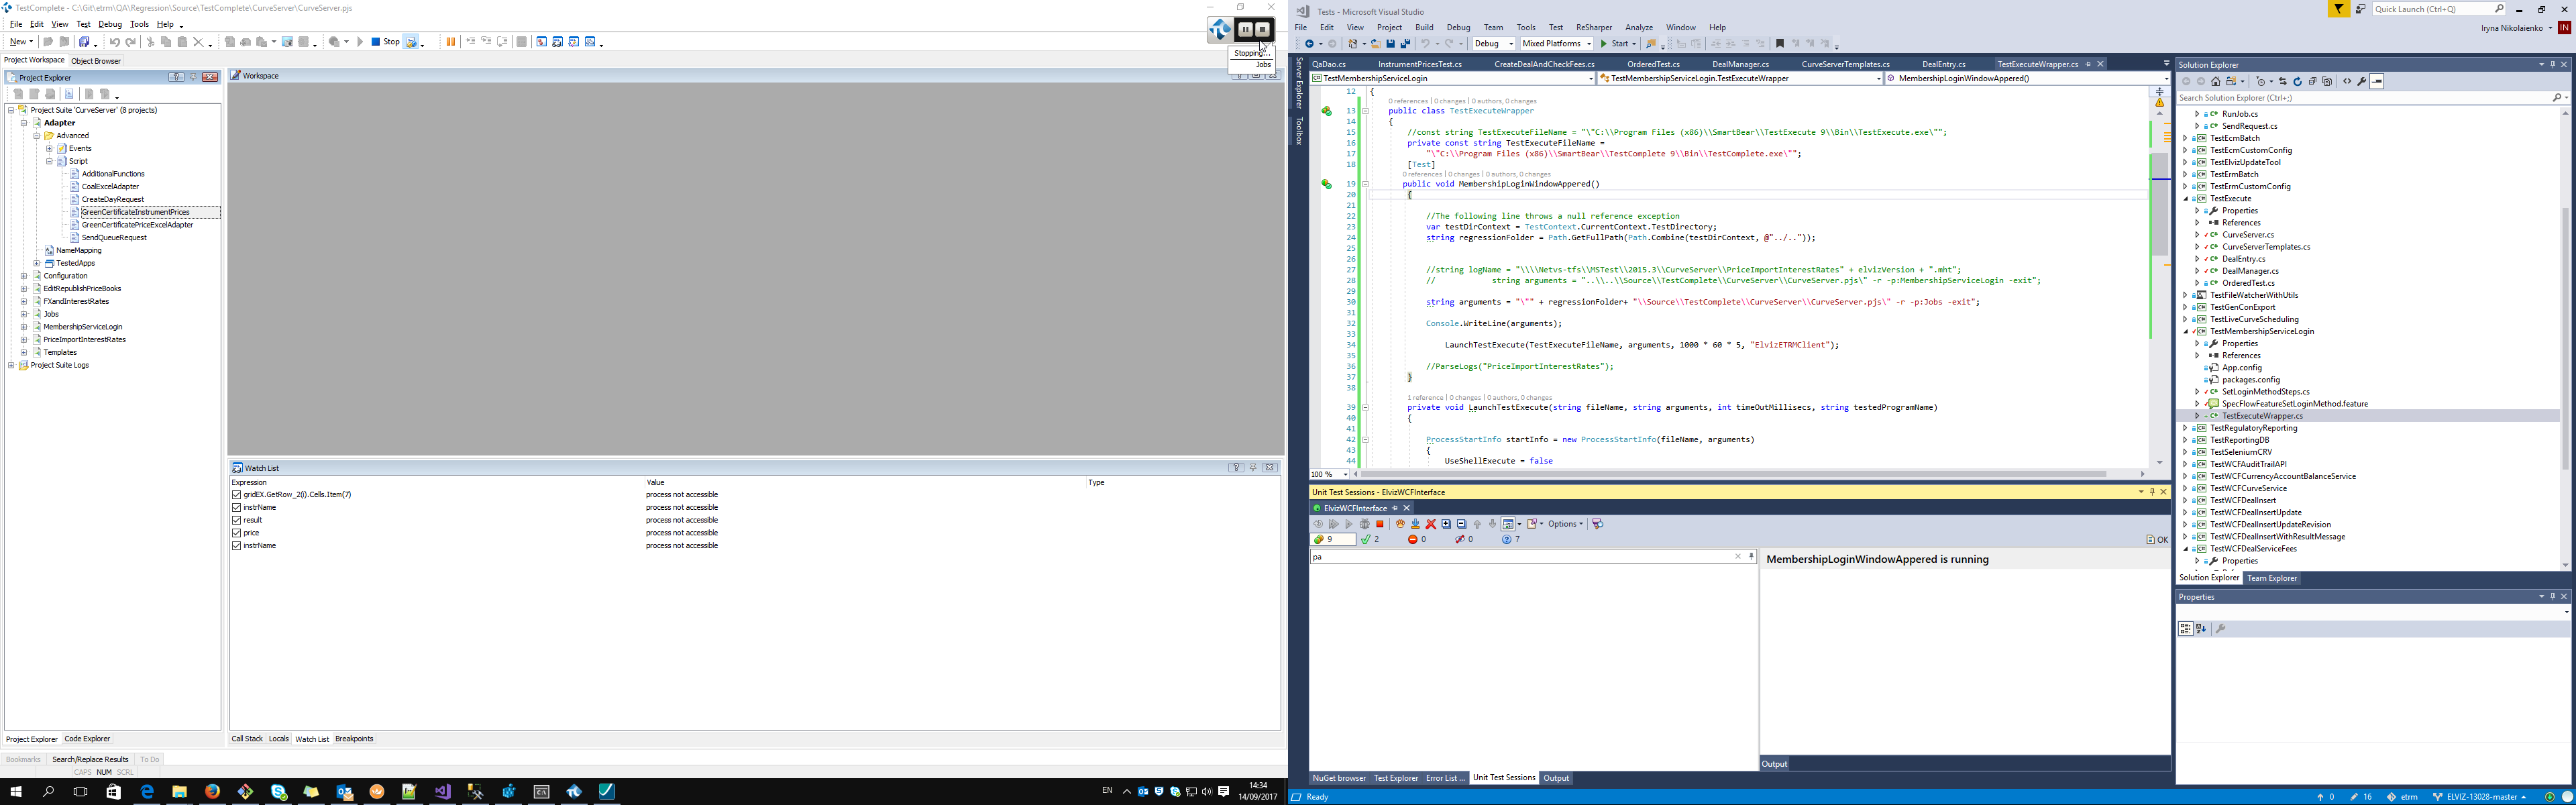 TestComplete - C:\Git\etrm\QA\Regression\Source\TestComplete\CurveServer\CurveServer.pjs
File Edit View Test Debug Tools Help
New
Stop
Stopping...
Jobs
Project Workspace Object Browser
Project Explorer
Project Suite 'CurveServer' (8 projects)
Adapter
Advanced
Events
Script
AdditionalFunctions
CoalExcelAdapter
CreateDayRequest
GreenCertificateInstrumentPrices
GreenCertificatePriceExcelAdapter
SendQueueRequest
NameMapping
TestedApps
Configuration
EditRepublishPriceBooks
FXandInterestRates
Jobs
MembershipServiceLogin
PriceImportInterestRates
Templates
Project Suite Logs
Project Explorer Code Explorer
Workspace
Watch List
Expression Value Type
gridEX.GetRow_2(i).Cells.Item(7) process not accessible
instrName process not accessible
result process not accessible
price process not accessible
instrName process not accessible
Call Stack Locals Watch List Breakpoints
Bookmarks Search/Replace Results To Do
CAPS NUM SCRL
EN
14:34
14/09/2017
Tests - Microsoft Visual Studio
Quick Launch (Ctrl+Q)
File Edit View Project Build Debug Team Tools Test ReSharper Analyze Window Help
Iryna Nikolaienko IN
Debug Mixed Platforms Start
Server Explorer
Toolbox
QaDao.cs InstrumentPricesTest.cs CreateDealAndCheckFees.cs OrderedTest.cs DealManager.cs CurveServerTemplates.cs DealEntry.cs TestExecuteWrapper.cs
TestMembershipServiceLogin TestMembershipServiceLogin.TestExecuteWrapper MembershipLoginWindowAppered()
12 {
0 references | 0 changes | 0 authors, 0 changes
13 public class TestExecuteWrapper
14 {
15 //const string TestExecuteFileName = "\"C:\\Program Files (x86)\\SmartBear\\TestExecute 9\\Bin\\TestExecute.exe\"";
16 private const string TestExecuteFileName =
17 "\"C:\\Program Files (x86)\\SmartBear\\TestComplete 9\\Bin\\TestComplete.exe\"";
18 [Test]
0 references | 0 changes | 0 authors, 0 changes
19 public void MembershipLoginWindowAppered()
20 {
21
22 //The following line throws a null reference exception
23 var testDirContext = TestContext.CurrentContext.TestDirectory;
24 string regressionFolder = Path.GetFullPath(Path.Combine(testDirContext, @"../.."));
25
26
27 //string logName = "\\\\Netvs-tfs\\MSTest\\2015.3\\CurveServer\\PriceImportInterestRates" + elvizVersion + ".mht";
28 // string arguments = "..\\..\\Source\\TestComplete\\CurveServer\\CurveServer.pjs\" -r -p:MembershipServiceLogin -exit";
29
30 string arguments = "\"" + regressionFolder+ "\\Source\\TestComplete\\CurveServer\\CurveServer.pjs\" -r -p:Jobs -exit";
31
32 Console.WriteLine(arguments);
33
34 LaunchTestExecute(TestExecuteFileName, arguments, 1000 * 60 * 5, "ElvizETRMClient");
35
36 //ParseLogs("PriceImportInterestRates");
37 }
38
1 reference | 0 changes | 0 authors, 0 changes
39 private void LaunchTestExecute(string fileName, string arguments, int timeOutMillisecs, string testedProgramName)
40 {
41
42 ProcessStartInfo startInfo = new ProcessStartInfo(fileName, arguments)
43 {
44 UseShellExecute = false
100 %
Unit Test Sessions - ElvizWCFInterface
ElvizWCFInterface
Options
9 2 0 0 7 OK
pa
MembershipLoginWindowAppered is running
Output
NuGet browser Test Explorer Error List ... Unit Test Sessions Output
Ready
0 16 etrm ELVIZ-13028-master
Solution Explorer
Search Solution Explorer (Ctrl+;)
RunJob.cs
SendRequest.cs
TestEcmBatch
TestEcmCustomConfig
TestElvizUpdateTool
TestErmBatch
TestErmCustomConfig
TestExecute
Properties
References
CurveServer.cs
CurveServerTemplates.cs
DealEntry.cs
DealManager.cs
OrderedTest.cs
TestFileWatcherWithUtils
TestGenConExport
TestLiveCurveScheduling
TestMembershipServiceLogin
Properties
References
App.config
packages.config
SetLoginMethodSteps.cs
SpecFlowFeatureSetLoginMethod.feature
TestExecuteWrapper.cs
TestRegulatoryReporting
TestReportingDB
TestSeleniumCRV
TestWCFAuditTrailAPI
TestWCFCurrencyAccountBalanceService
TestWCFCurveService
TestWCFDealInsert
TestWCFDealInsertUpdate
TestWCFDealInsertUpdateRevision
TestWCFDealInsertWithResultMessage
TestWCFDealServiceFees
Properties
Solution Explorer Team Explorer
Properties